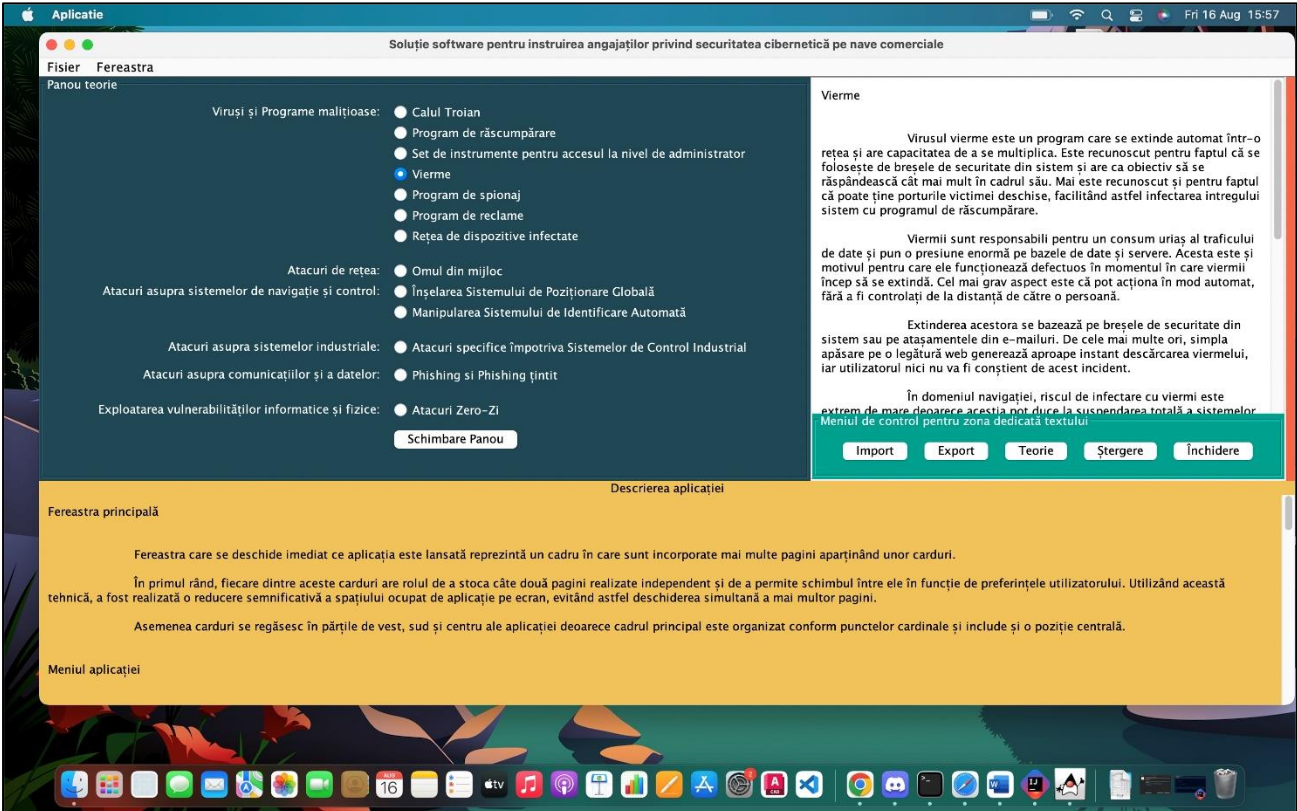 Aplicatie
Fri 16 Aug 15:57
Soluție software pentru instruirea angajaților privind securitatea cibernetică pe nave comerciale
Fisier Fereastra
Panou teorie
Viruși și Programe malițioase:
Calul Troian
Program de răscumpărare
Set de instrumente pentru accesul la nivel de administrator
Vierme
Program de spionaj
Program de reclame
Rețea de dispozitive infectate
Atacuri de rețea:
Omul din mijloc
Atacuri asupra sistemelor de navigație și control:
Înșelarea Sistemului de Poziționare Globală
Manipularea Sistemului de Identificare Automată
Atacuri asupra sistemelor industriale:
Atacuri specifice împotriva Sistemelor de Control Industrial
Atacuri asupra comunicațiilor și a datelor:
Phishing si Phishing țintit
Exploatarea vulnerabilităților informatice și fizice:
Atacuri Zero-Zi
Schimbare Panou
Vierme
Virusul vierme este un program care se extinde automat într-o
rețea și are capacitatea de a se multiplica. Este recunoscut pentru faptul că se
folosește de breșele de securitate din sistem și are ca obiectiv să se
răspândească cât mai mult în cadrul său. Mai este recunoscut și pentru faptul
că poate ține porturile victimei deschise, facilitând astfel infectarea intregului
sistem cu programul de răscumpărare.
Viermii sunt responsabili pentru un consum uriaș al traficului
de date și pun o presiune enormă pe bazele de date și servere. Acesta este și
motivul pentru care ele funcționează defectuos în momentul în care viermii
încep să se extindă. Cel mai grav aspect este că pot acționa în mod automat,
fără a fi controlați de la distanță de către o persoană.
Extinderea acestora se bazează pe breșele de securitate din
sistem sau pe atașamentele din e-mailuri. De cele mai multe ori, simpla
apăsare pe o legătură web generează aproape instant descărcarea viermelui,
iar utilizatorul nici nu va fi conștient de acest incident.
În domeniul navigației, riscul de infectare cu viermi este
extrem de mare deoarece aceștia pot duce la suspendarea totală a sistemelor
Meniul de control pentru zona dedicată textului
Import Export Teorie Ștergere Închidere
Descrierea aplicației
Fereastra principală
Fereastra care se deschide imediat ce aplicația este lansată reprezintă un cadru în care sunt incorporate mai multe pagini aparținând unor carduri.
În primul rând, fiecare dintre aceste carduri are rolul de a stoca câte două pagini realizate independent și de a permite schimbul între ele în funcție de preferințele utilizatorului. Utilizând această
tehnică, a fost realizată o reducere semnificativă a spațiului ocupat de aplicație pe ecran, evitând astfel deschiderea simultană a mai multor pagini.
Asemenea carduri se regăsesc în părțile de vest, sud și centru ale aplicației deoarece cadrul principal este organizat conform punctelor cardinale și include și o poziție centrală.
Meniul aplicației
AUG
16
tv